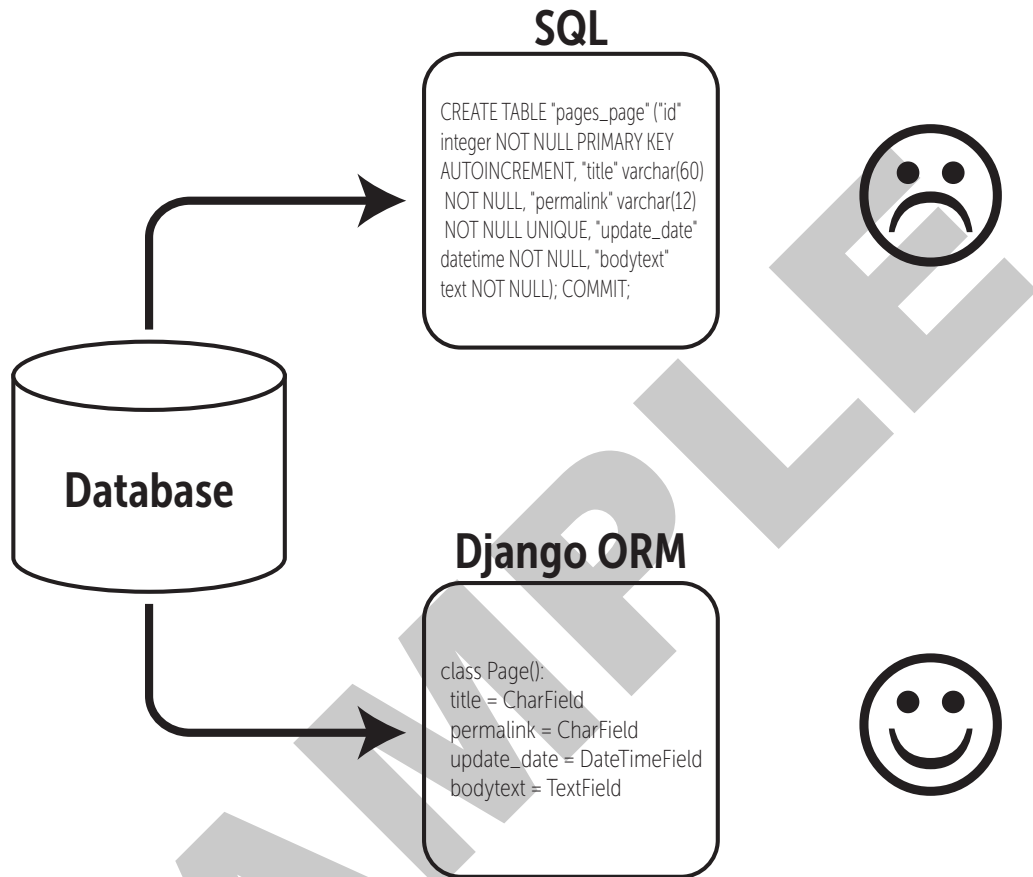 SQL
CREATE TABLE "pages_page" ("id"
integer NOT NULL PRIMARY KEY
AUTOINCREMENT, "title" varchar(60)
NOT NULL, "permalink" varchar(12)
NOT NULL UNIQUE, "update_date"
datetime NOT NULL, "bodytext"
text NOT NULL); COMMIT;
Database
Django ORM
class Page():
title = CharField
permalink = CharField
update_date = DateTimeField
bodytext = TextField
AMPLE